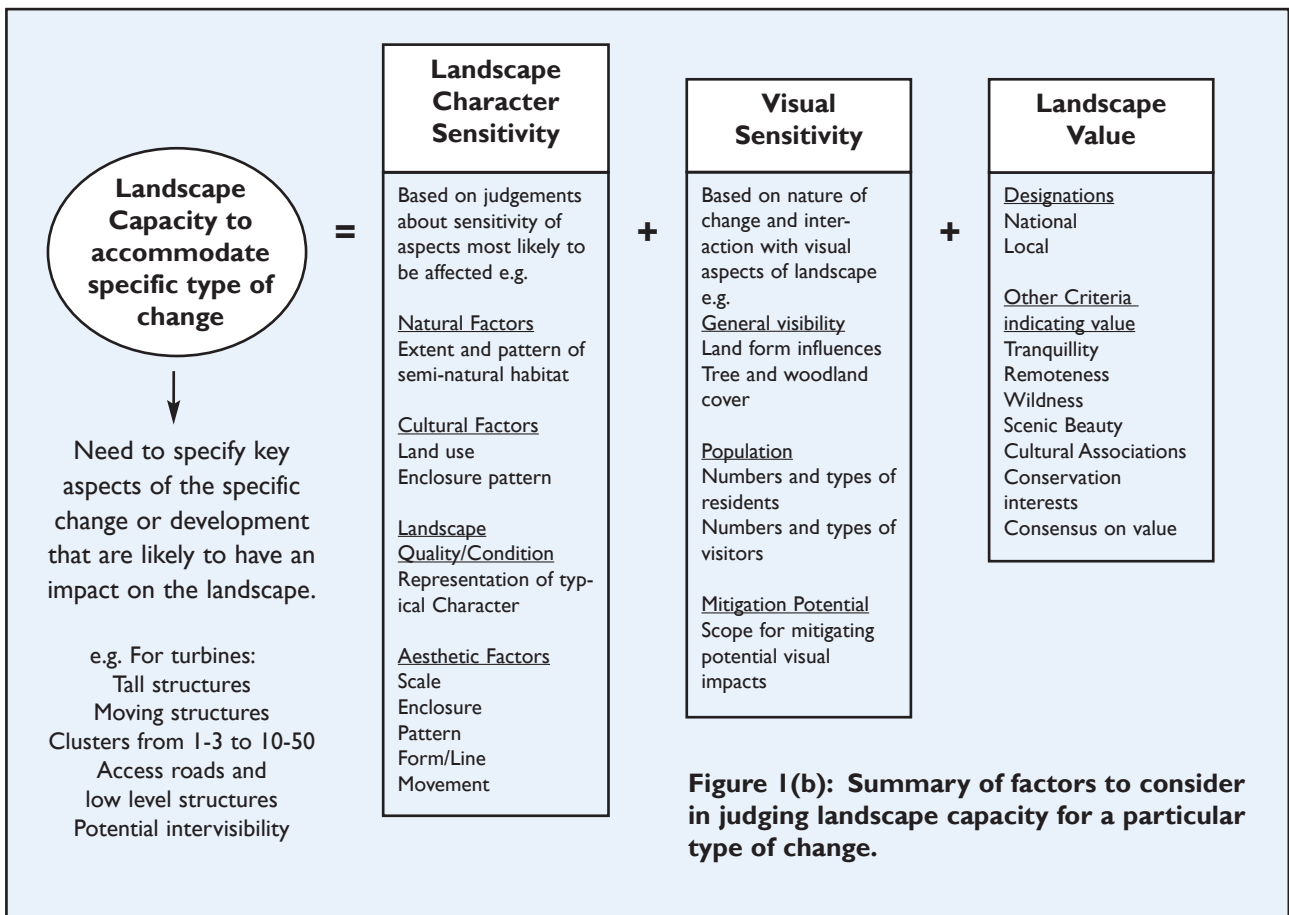 Landscape
Capacity to
accommodate
specific type of
change
Need to specify key
aspects of the specific
change or development
that are likely to have an
impact on the landscape.
e.g. For turbines:
Tall structures
Moving structures
Clusters from 1-3 to 10-50
Access roads and
low level structures
Potential intervisibility
=
Landscape
Character
Sensitivity
Based on judgements
about sensitivity of
aspects most likely to
be affected e.g.
Natural Factors
Extent and pattern of
semi-natural habitat
Cultural Factors
Land use
Enclosure pattern
Landscape
Quality/Condition
Representation of typ-
ical Character
Aesthetic Factors
Scale
Enclosure
Pattern
Form/Line
Movement
+
Visual
Sensitivity
Based on nature of
change and inter-
action with visual
aspects of landscape
e.g.
General visibility
Land form influences
Tree and woodland
cover
Population
Numbers and types of
residents
Numbers and types of
visitors
Mitigation Potential
Scope for mitigating
potential visual
impacts
+
Landscape
Value
Designations
National
Local
Other Criteria
indicating value
Tranquillity
Remoteness
Wildness
Scenic Beauty
Cultural Associations
Conservation
interests
Consensus on value
Figure 1(b): Summary of factors to consider
in judging landscape capacity for a particular
type of change.